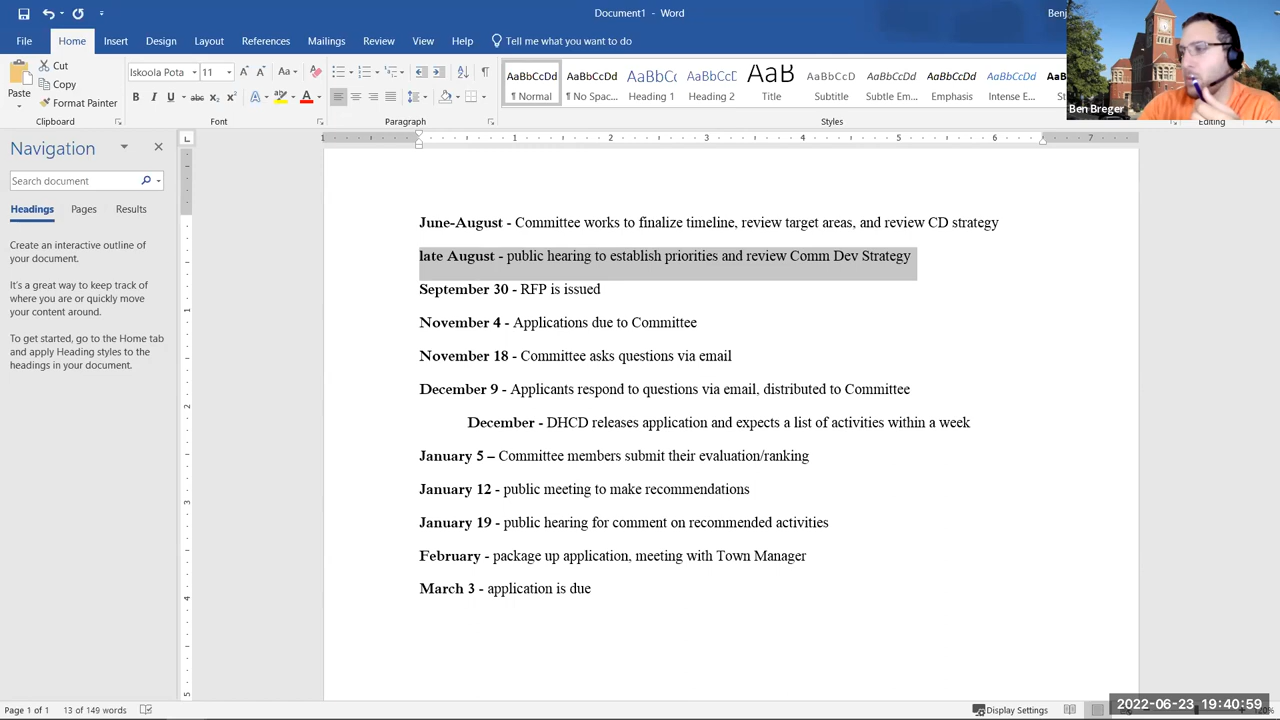 Document1 - Word
Benj
File Home Insert Design Layout References Mailings Review View Help Tell me what you want to do
Paste
Cut
Copy
Format Painter
Clipboard
Iskoola Pota 11
Font
Paragraph
AaBbCcDd AaBbCcDd AaBbCc AaBbCcC AaB AaBbCcD AaBbCcDd AaBbCcDd AaBbCcDd
¶ Normal ¶ No Spac... Heading 1 Heading 2 Title Subtitle Subtle Em... Emphasis Intense E...
Styles
Editing
Ben Breger
Navigation
Search document
Headings Pages Results
Create an interactive outline of
your document.
It's a great way to keep track of
where you are or quickly move
your content around.
To get started, go to the Home tab
and apply Heading styles to the
headings in your document.
June-August - Committee works to finalize timeline, review target areas, and review CD strategy
late August - public hearing to establish priorities and review Comm Dev Strategy
September 30 - RFP is issued
November 4 - Applications due to Committee
November 18 - Committee asks questions via email
December 9 - Applicants respond to questions via email, distributed to Committee
December - DHCD releases application and expects a list of activities within a week
January 5 – Committee members submit their evaluation/ranking
January 12 - public meeting to make recommendations
January 19 - public hearing for comment on recommended activities
February - package up application, meeting with Town Manager
March 3 - application is due
Page 1 of 1 13 of 149 words
Display Settings
2022-06-23 19:40:59